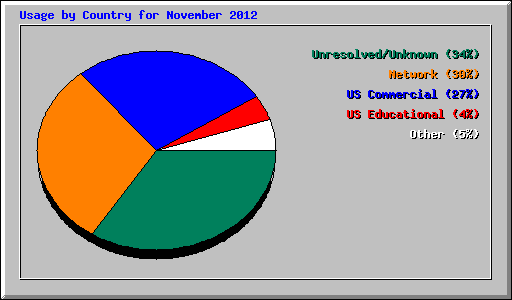 Usage by Country for November 2012
Unresolved/Unknown (34%)
Network (30%)
US Commercial (27%)
US Educational (4%)
Other (5%)